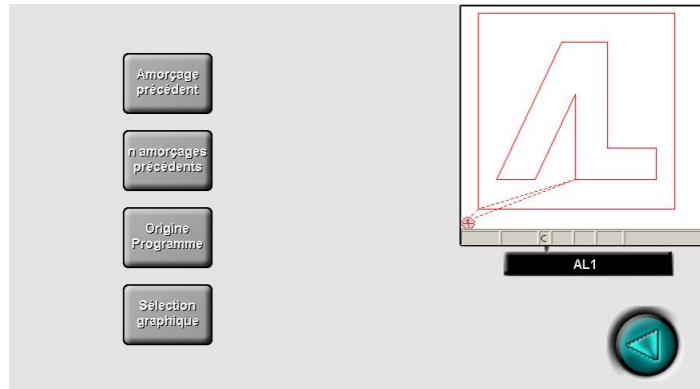 Amorçage
précédent
n amorçages
précédents
Origine
Programme
Sélection
graphique
C
AL1